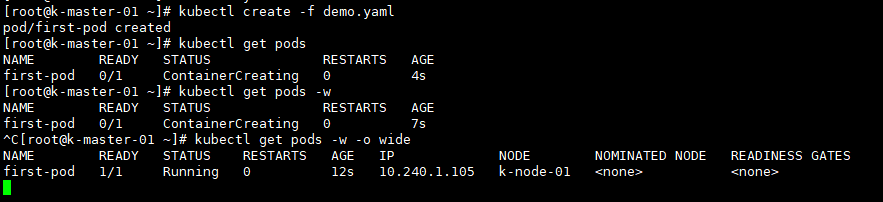 [root@k-master-01 ~]# kubectl create -f demo.yaml
pod/first-pod created
[root@k-master-01 ~]# kubectl get pods
NAME        READY   STATUS              RESTARTS   AGE
first-pod   0/1     ContainerCreating   0          4s
[root@k-master-01 ~]# kubectl get pods -w
NAME        READY   STATUS              RESTARTS   AGE
first-pod   0/1     ContainerCreating   0          7s
^C[root@k-master-01 ~]# kubectl get pods -w -o wide
NAME        READY   STATUS    RESTARTS   AGE   IP             NODE        NOMINATED NODE   READINESS GATES
first-pod   1/1     Running   0          12s   10.240.1.105   k-node-01   <none>           <none>